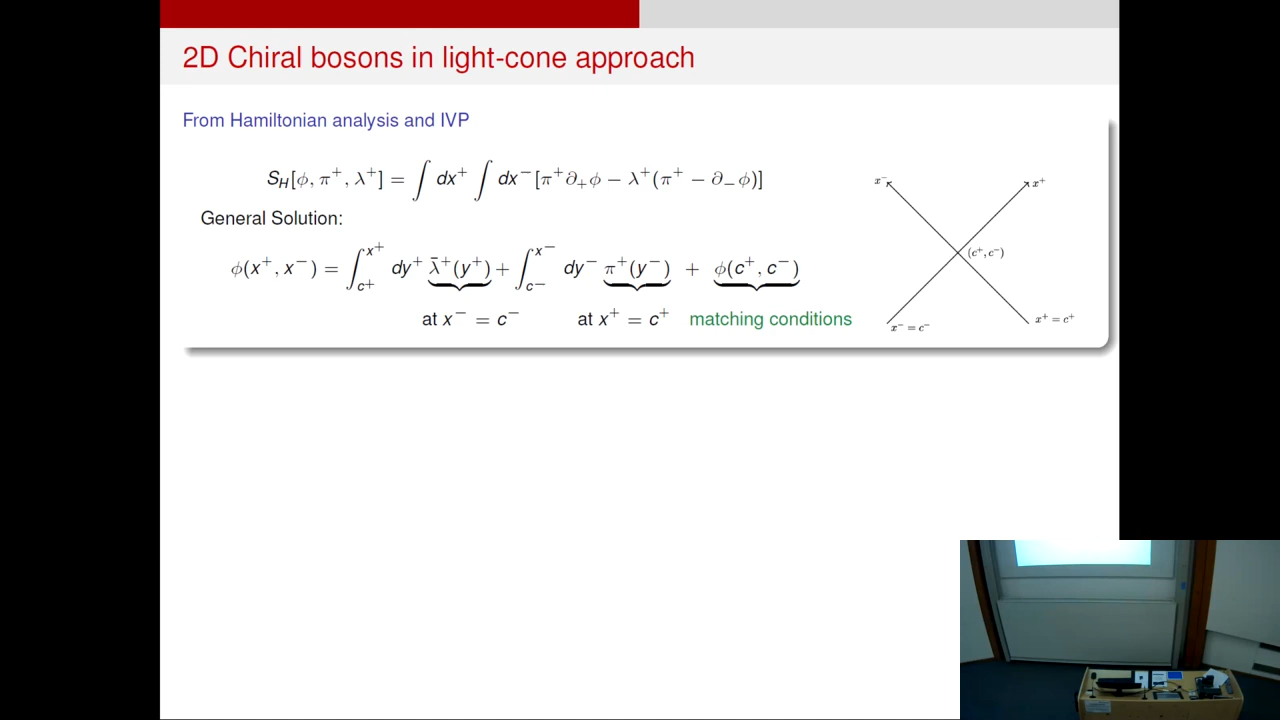 2D Chiral bosons in light-cone approach
From Hamiltonian analysis and IVP
S_H[ϕ, π⁺, λ⁺] = ∫ dx⁺ ∫ dx⁻[π⁺∂₊ϕ − λ⁺(π⁺ − ∂₋ϕ)]
General Solution:
ϕ(x⁺, x⁻) = ∫_{c⁺}^{x⁺} dy⁺ λ̄⁺(y⁺) + ∫_{c⁻}^{x⁻} dy⁻ π⁺(y⁻) + ϕ(c⁺, c⁻)
at x⁻ = c⁻ at x⁺ = c⁺ matching conditions
x⁻ x⁺
(c⁺, c⁻)
x⁻ = c⁻ x⁺ = c⁺